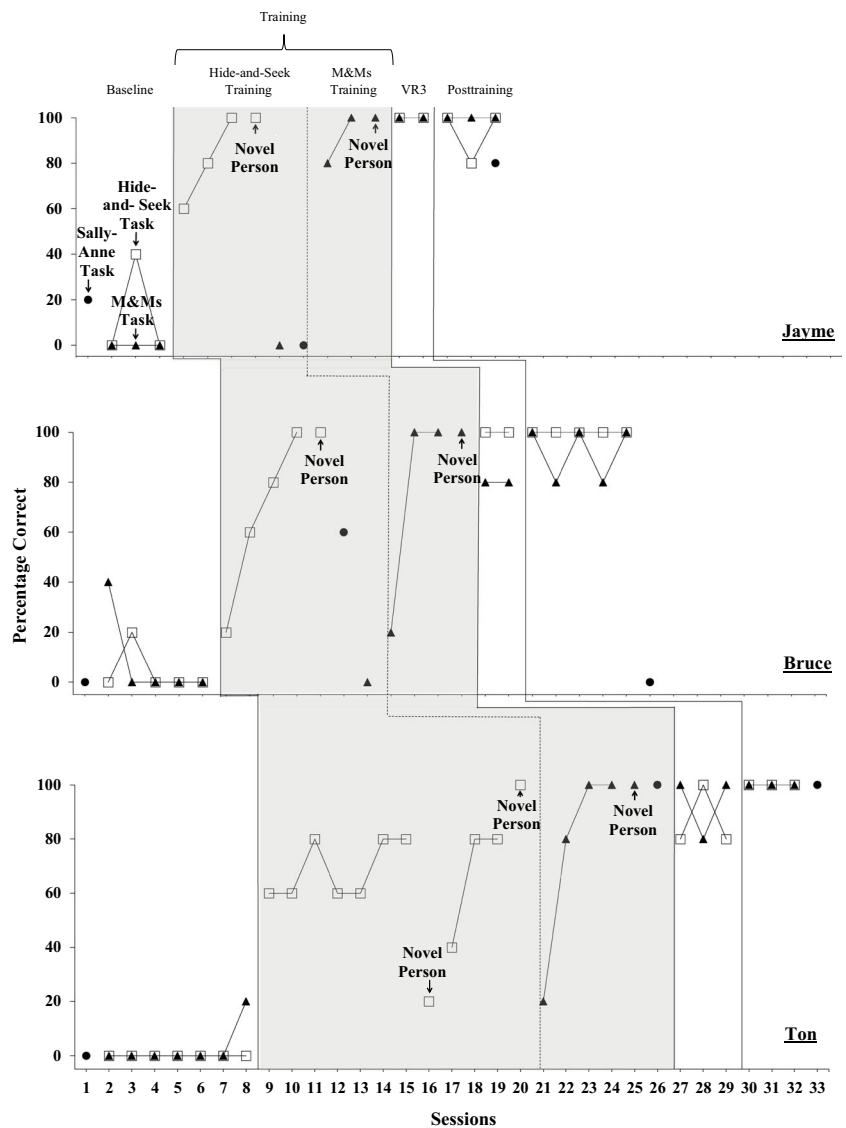 Training
Hide-and-Seek
Training
M&Ms
Training
Baseline
VR3
Posttraining
100
80
60
40
20
0
Novel
Person
Novel
Person
Hide-
and- Seek
Task
Sally-
Anne
Task
M&Ms
Task
Jayme
Percentage Correct
100
80
60
40
20
0
Novel
Person
Novel
Person
Bruce
100
80
60
40
20
0
Novel
Person
Novel
Person
Novel
Person
Ton
1 2 3 4 5 6 7 8 9 10 11 12 13 14 15 16 17 18 19 20 21 22 23 24 25 26 27 28 29 30 31 32 33
Sessions